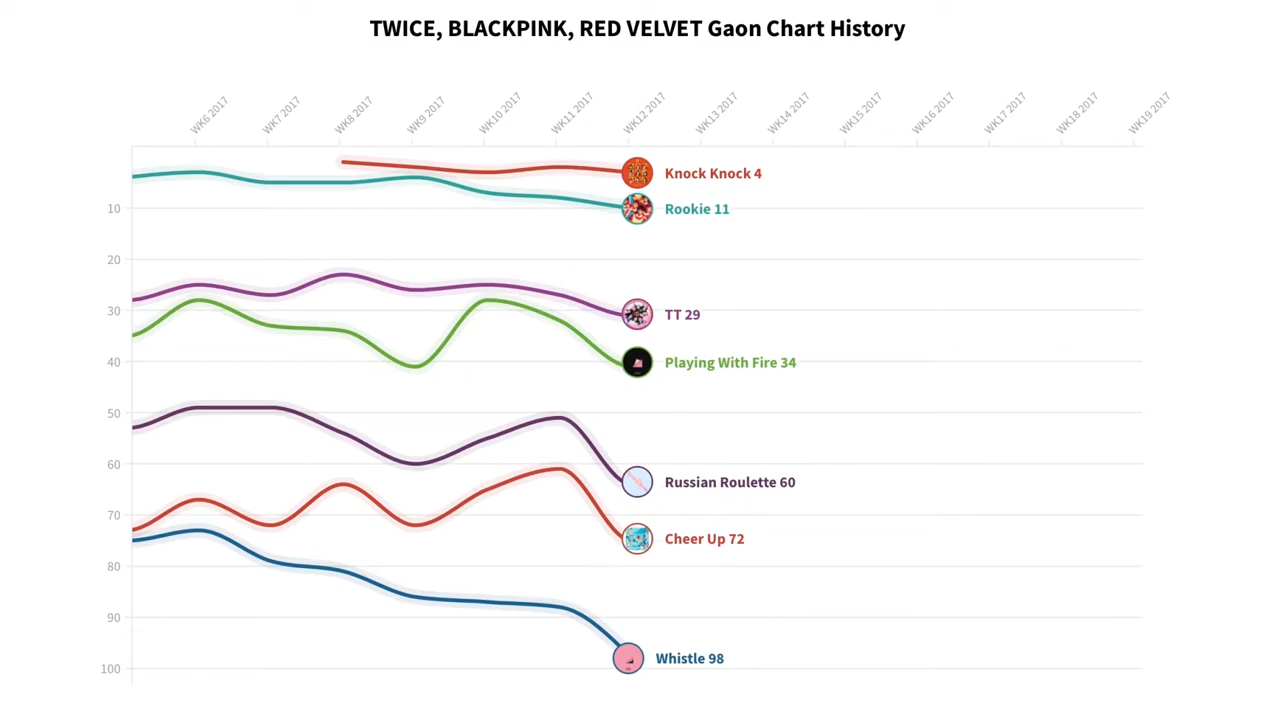 TWICE, BLACKPINK, RED VELVET Gaon Chart History
WK6 2017
WK7 2017
WK8 2017
WK9 2017
WK10 2017
WK11 2017
WK12 2017
WK13 2017
WK14 2017
WK15 2017
WK16 2017
WK17 2017
WK18 2017
WK19 2017
Knock Knock 4
10
Rookie 11
20
30
TT 29
40
Playing With Fire 34
50
60
Russian Roulette 60
70
Cheer Up 72
80
90
Whistle 98
100